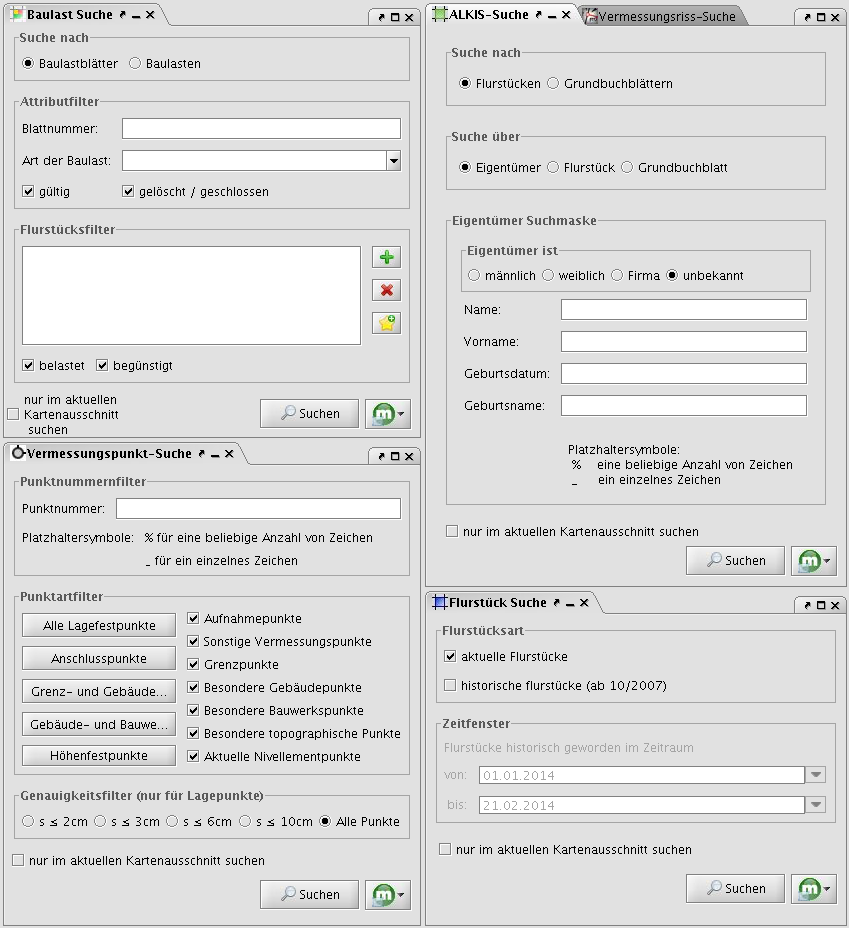 Baulast Suche
Suche nach
Baulastblätter Baulasten
Attributfilter
Blattnummer:
Art der Baulast:
gültig gelöscht / geschlossen
Flurstücksfilter
belastet begünstigt
nur im aktuellen
Kartenausschnitt
suchen
Suchen
Vermessungspunkt-Suche
Punktnummernfilter
Punktnummer:
Platzhaltersymbole: % für eine beliebige Anzahl von Zeichen
_ für ein einzelnes Zeichen
Punktartfilter
Alle Lagefestpunkte
Anschlusspunkte
Grenz- und Gebäude...
Gebäude- und Bauwe...
Höhenfestpunkte
Aufnahmepunkte
Sonstige Vermessungspunkte
Grenzpunkte
Besondere Gebäudepunkte
Besondere Bauwerkspunkte
Besondere topographische Punkte
Aktuelle Nivellementpunkte
Genauigkeitsfilter (nur für Lagepunkte)
s ≤ 2cm s ≤ 3cm s ≤ 6cm s ≤ 10cm Alle Punkte
nur im aktuellen Kartenausschnitt suchen
Suchen
ALKIS-Suche Vermessungsriss-Suche
Suche nach
Flurstücken Grundbuchblättern
Suche über
Eigentümer Flurstück Grundbuchblatt
Eigentümer Suchmaske
Eigentümer ist
männlich weiblich Firma unbekannt
Name:
Vorname:
Geburtsdatum:
Geburtsname:
Platzhaltersymbole:
% eine beliebige Anzahl von Zeichen
_ ein einzelnes Zeichen
nur im aktuellen Kartenausschnitt suchen
Suchen
Flurstück Suche
Flurstücksart
aktuelle Flurstücke
historische flurstücke (ab 10/2007)
Zeitfenster
Flurstücke historisch geworden im Zeitraum
von: 01.01.2014
bis: 21.02.2014
nur im aktuellen Kartenausschnitt suchen
Suchen